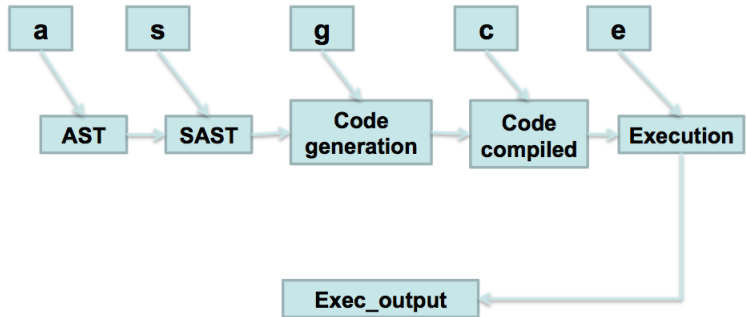 a
s
g
c
e
AST
SAST
Code
generation
Code
compiled
Execution
Exec_output